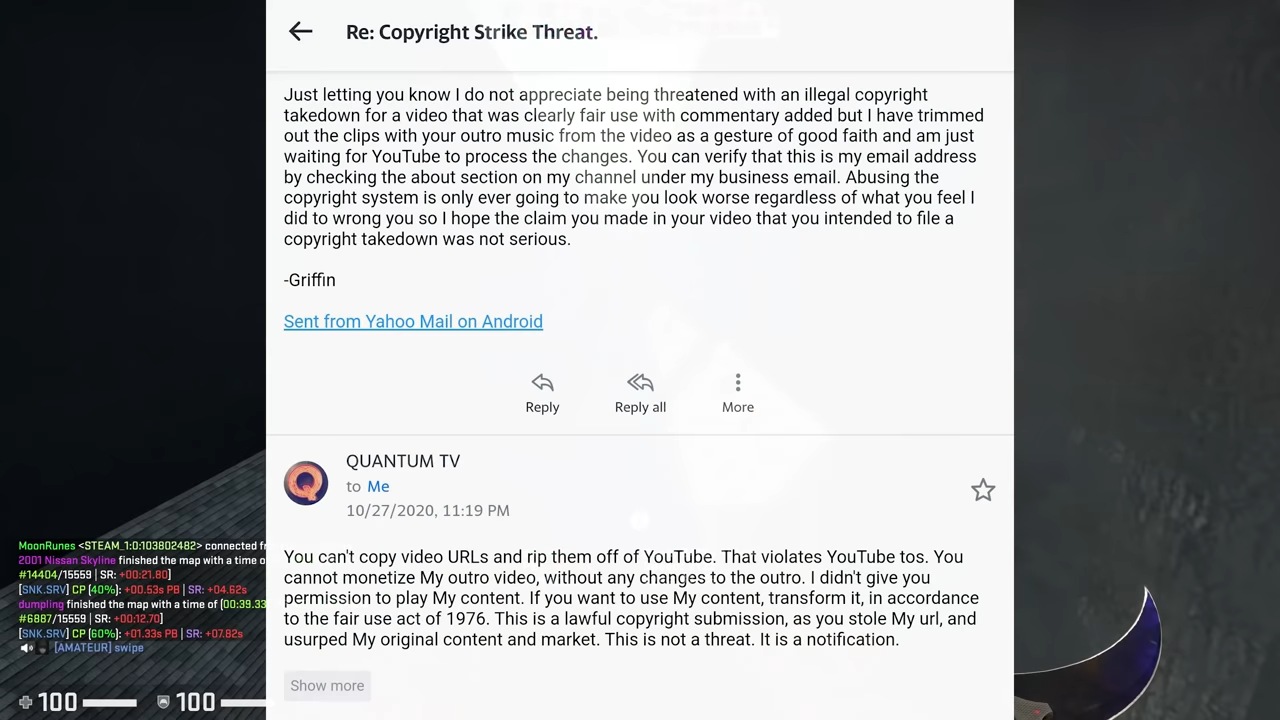 Re: Copyright Strike Threat.
Just letting you know I do not appreciate being threatened with an illegal copyright
takedown for a video that was clearly fair use with commentary added but I have trimmed
out the clips with your outro music from the video as a gesture of good faith and am just
waiting for YouTube to process the changes. You can verify that this is my email address
by checking the about section on my channel under my business email. Abusing the
copyright system is only ever going to make you look worse regardless of what you feel I
did to wrong you so I hope the claim you made in your video that you intended to file a
copyright takedown was not serious.
-Griffin
Sent from Yahoo Mail on Android
Reply
Reply all
More
Q
QUANTUM TV
to Me
10/27/2020, 11:19 PM
You can't copy video URLs and rip them off of YouTube. That violates YouTube tos. You
cannot monetize My outro video, without any changes to the outro. I didn't give you
permission to play My content. If you want to use My content, transform it, in accordance
to the fair use act of 1976. This is a lawful copyright submission, as you stole My url, and
usurped My original content and market. This is not a threat. It is a notification.
Show more
MoonRunes <STEAM_1:0:103802482> connected
2001 Nissan Skyline finished the map with a time
#14404/15559 | SR: +00:21.80]
[SNK.SRV] CP [40%]: +00.53s PB | SR: +04.62s
dumpling finished the map with a time of (00:39.33
#6887/15559 | SR: +00:12.70]
[SNK.SRV] CP [60%]: +01.33s PB | SR: +07.82s
[AMATEUR] swipe
100
100